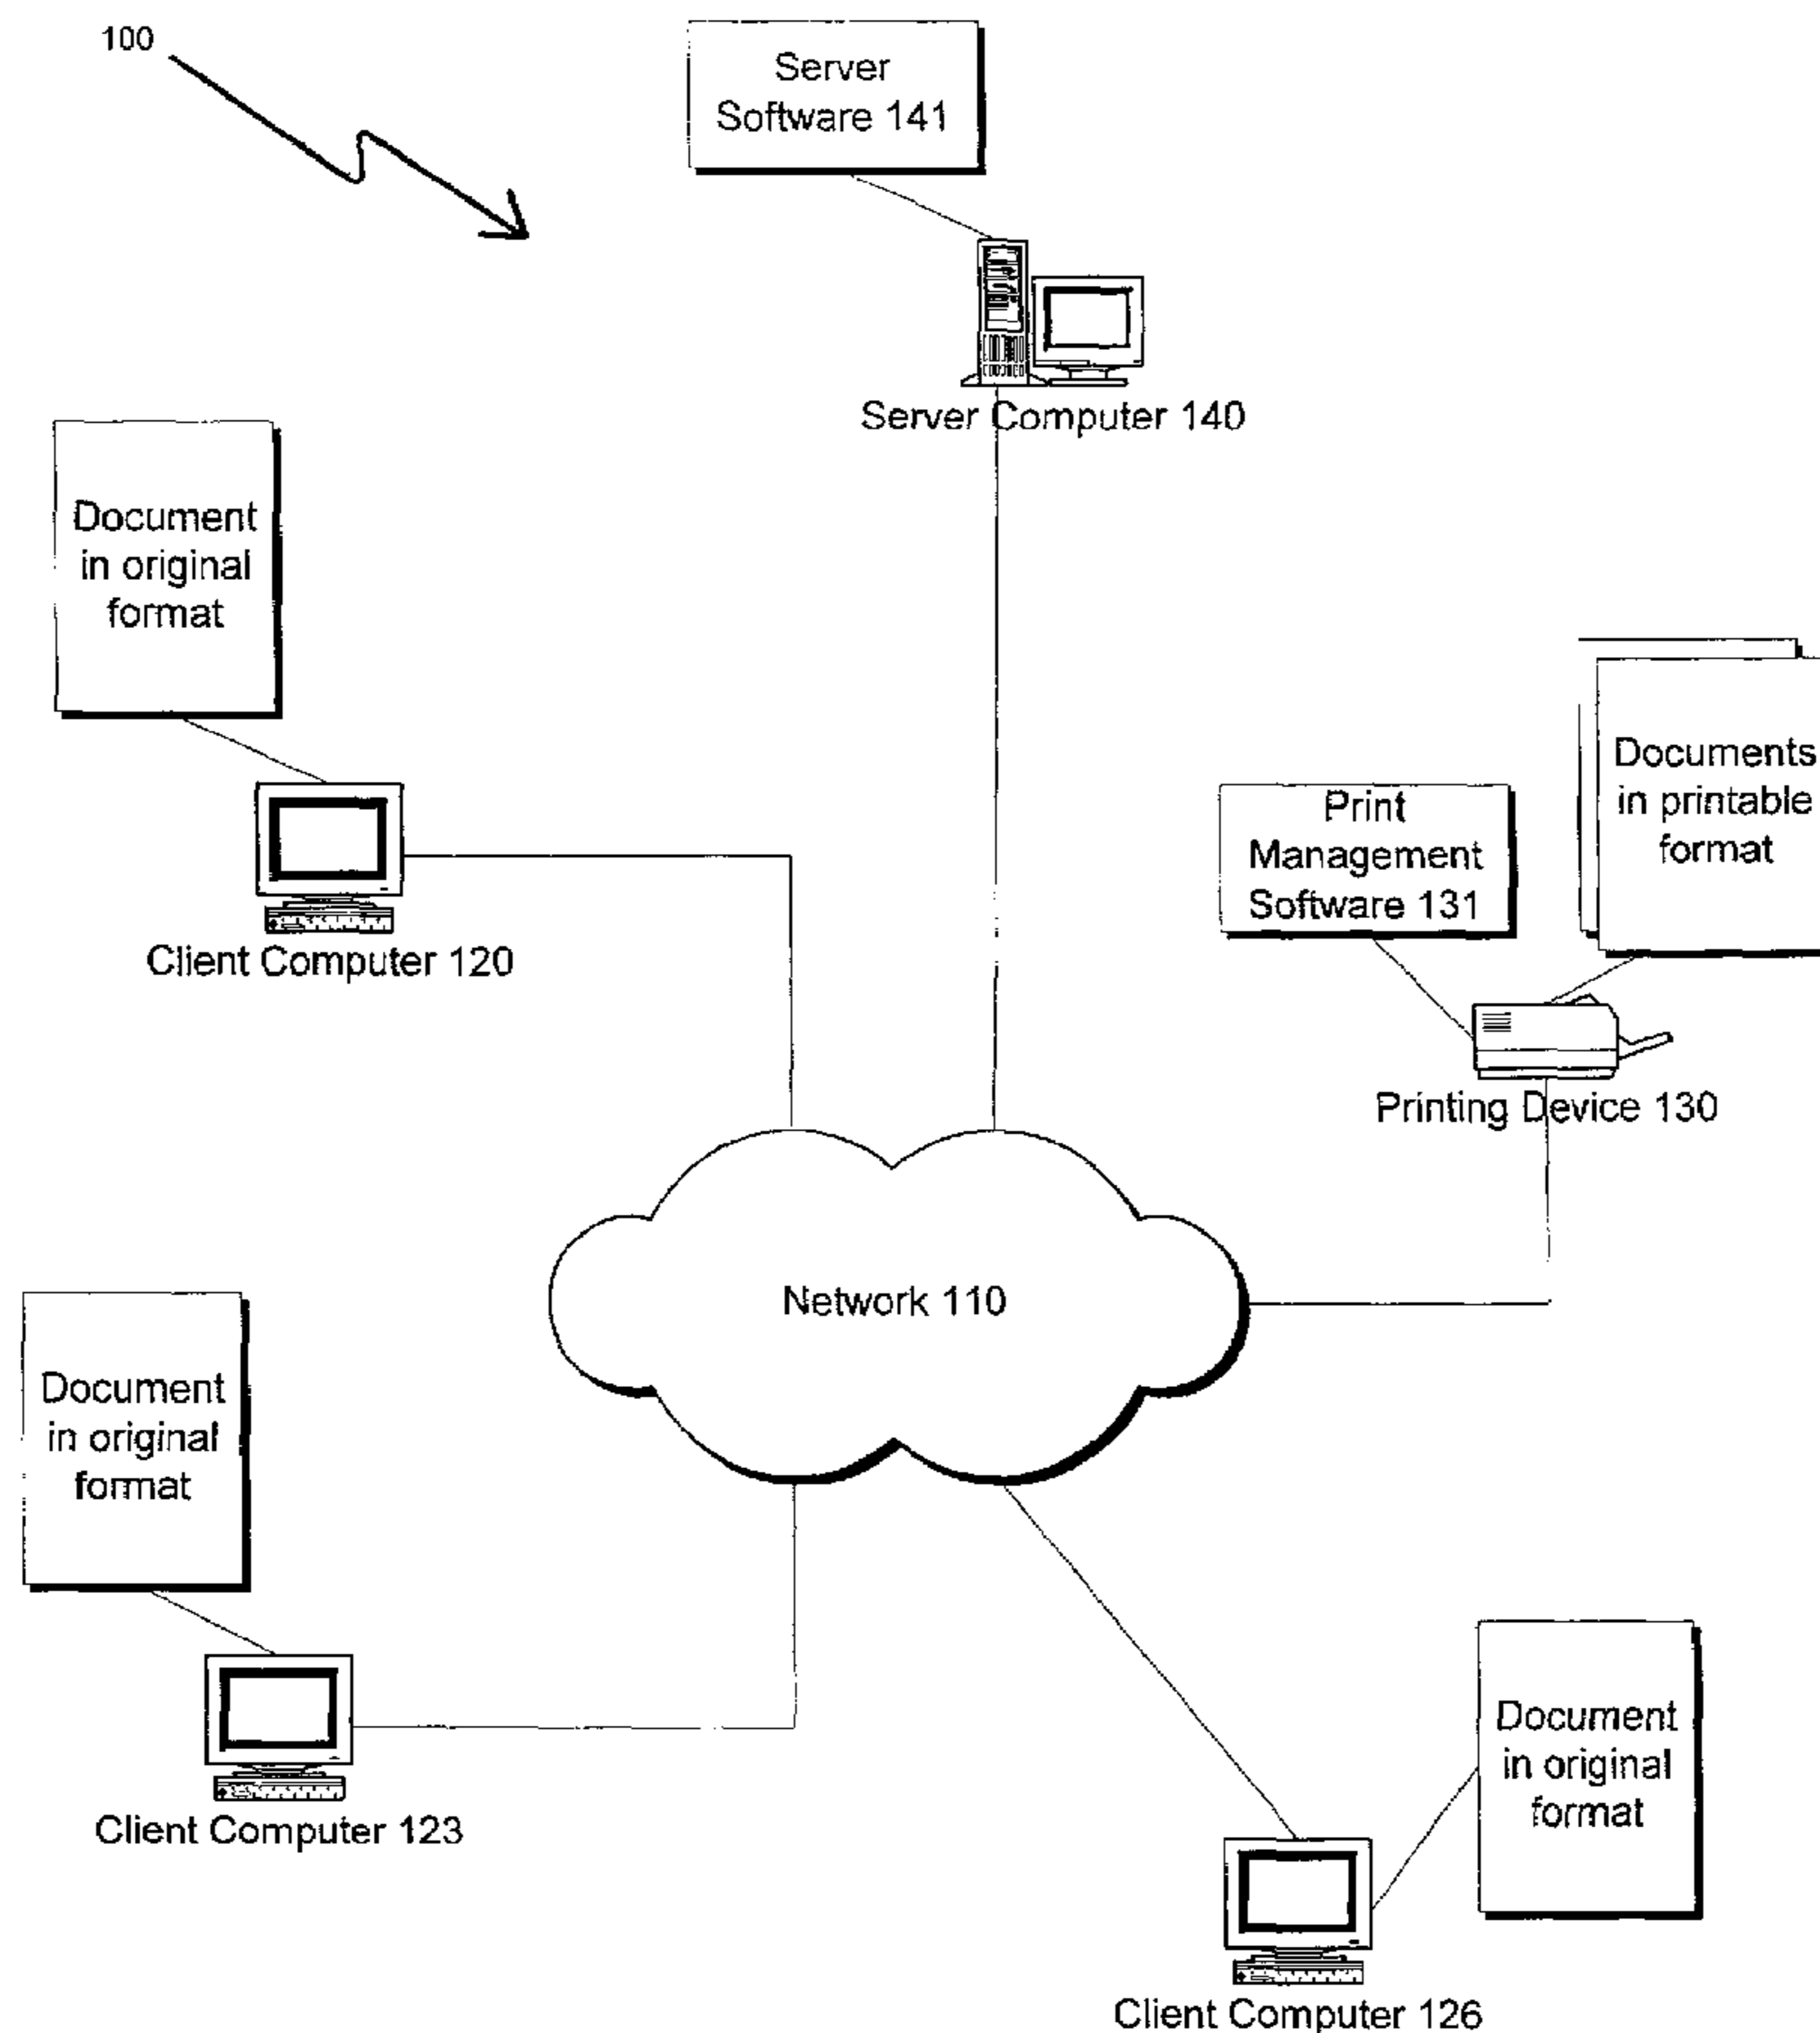 100
Server
Software 141
Server Computer 140
Document
in original
format
Client Computer 120
Documents
in printable
format
Print
Management
Software 131
Printing Device 130
Network 110
Document
in original
format
Client Computer 123
Document
in original
format
Client Computer 126